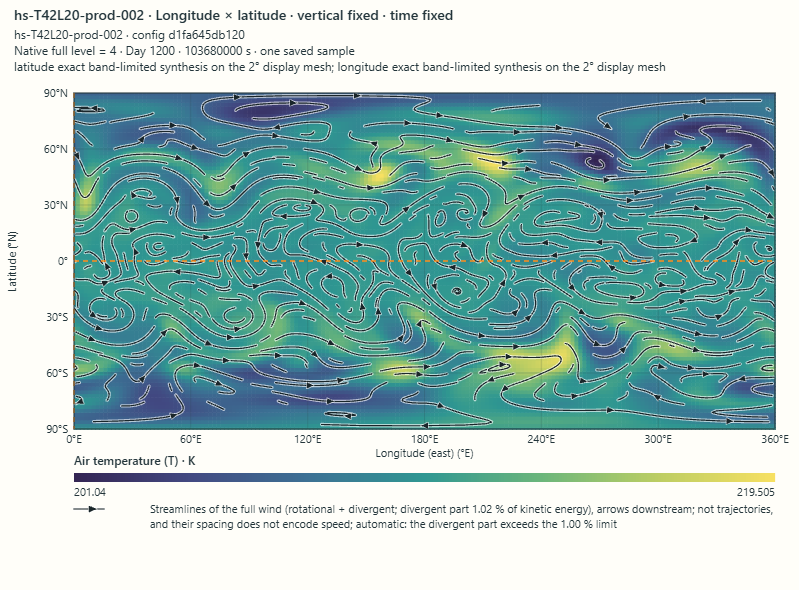 hs-T42L20-prod-002 · Longitude × latitude · vertical fixed · time fixed
hs-T42L20-prod-002 · config d1fa645db120
Native full level = 4 · Day 1200 · 103680000 s · one saved sample
latitude exact band-limited synthesis on the 2° display mesh; longitude exact band-limited synthesis on the 2° display mesh
90°N
60°N
30°N
0°
30°S
60°S
90°S
Latitude (°N)
0°E 60°E 120°E 180°E 240°E 300°E 360°E
Longitude (east) (°E)
Air temperature (T) · K
201.04 219.505
Streamlines of the full wind (rotational + divergent; divergent part 1.02 % of kinetic energy), arrows downstream; not trajectories,
and their spacing does not encode speed; automatic: the divergent part exceeds the 1.00 % limit